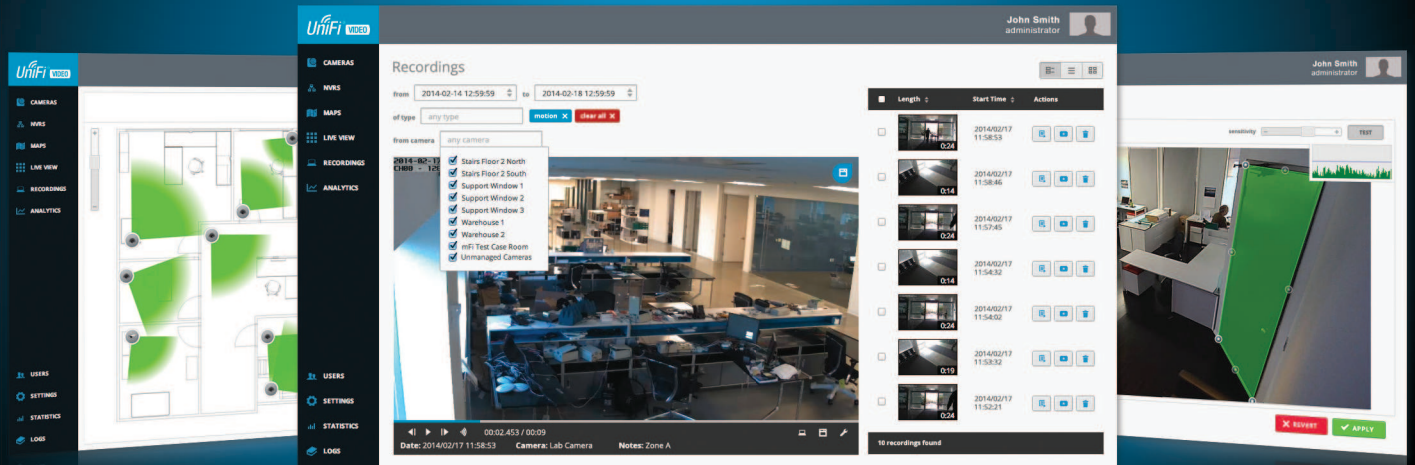 UniFi VIDEO
CAMERAS
NVRS
MAPS
LIVE VIEW
RECORDINGS
ANALYTICS
USERS
SETTINGS
STATISTICS
LOGS
UniFi VIDEO
John Smith
administrator
CAMERAS
NVRS
MAPS
LIVE VIEW
RECORDINGS
ANALYTICS
USERS
SETTINGS
STATISTICS
LOGS
Recordings
from 2014-02-14 12:59:59 to 2014-02-18 12:59:59
of type any type motion X clear all X
from camera any camera
Stairs Floor 2 North
Stairs Floor 2 South
Support Window 1
Support Window 2
Support Window 3
Warehouse 1
Warehouse 2
mFi Test Case Room
Unmanaged Cameras
00:02.453 / 00:09
Date: 2014/02/17 11:58:53 Camera: Lab Camera Notes: Zone A
Length Start Time Actions
0:24 2014/02/17
11:58:53
0:14 2014/02/17
11:58:46
0:24 2014/02/17
11:57:45
0:14 2014/02/17
11:54:32
0:24 2014/02/17
11:54:02
0:19 2014/02/17
11:53:32
0:24 2014/02/17
11:52:21
10 recordings found
John Smith
administrator
sensitivity - + TEST
X REVERT
APPLY